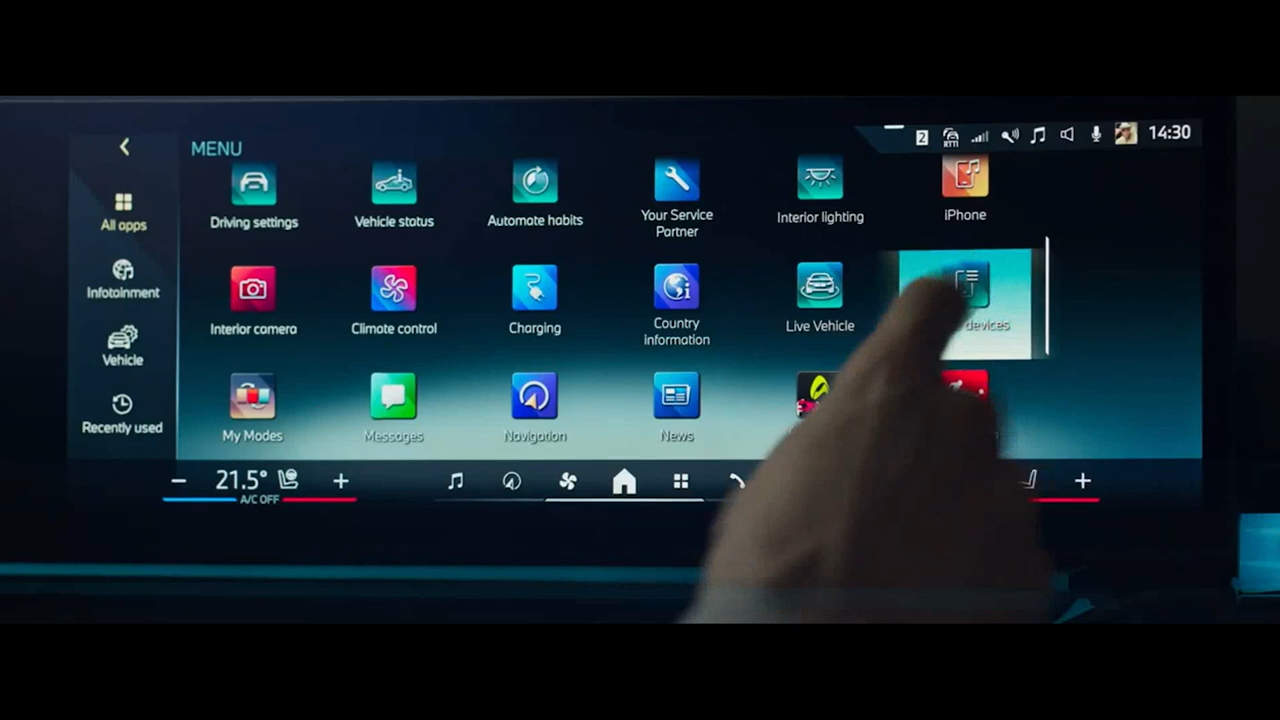 MENU
2
RTTI
14:30
All apps
Infotainment
Vehicle
Recently used
Driving settings
Vehicle status
Automate habits
Your Service
Partner
Interior lighting
iPhone
Interior camera
Climate control
Charging
Country
information
Live Vehicle
devices
My Modes
Messages
Navigation
News
21.5°
A/C OFF